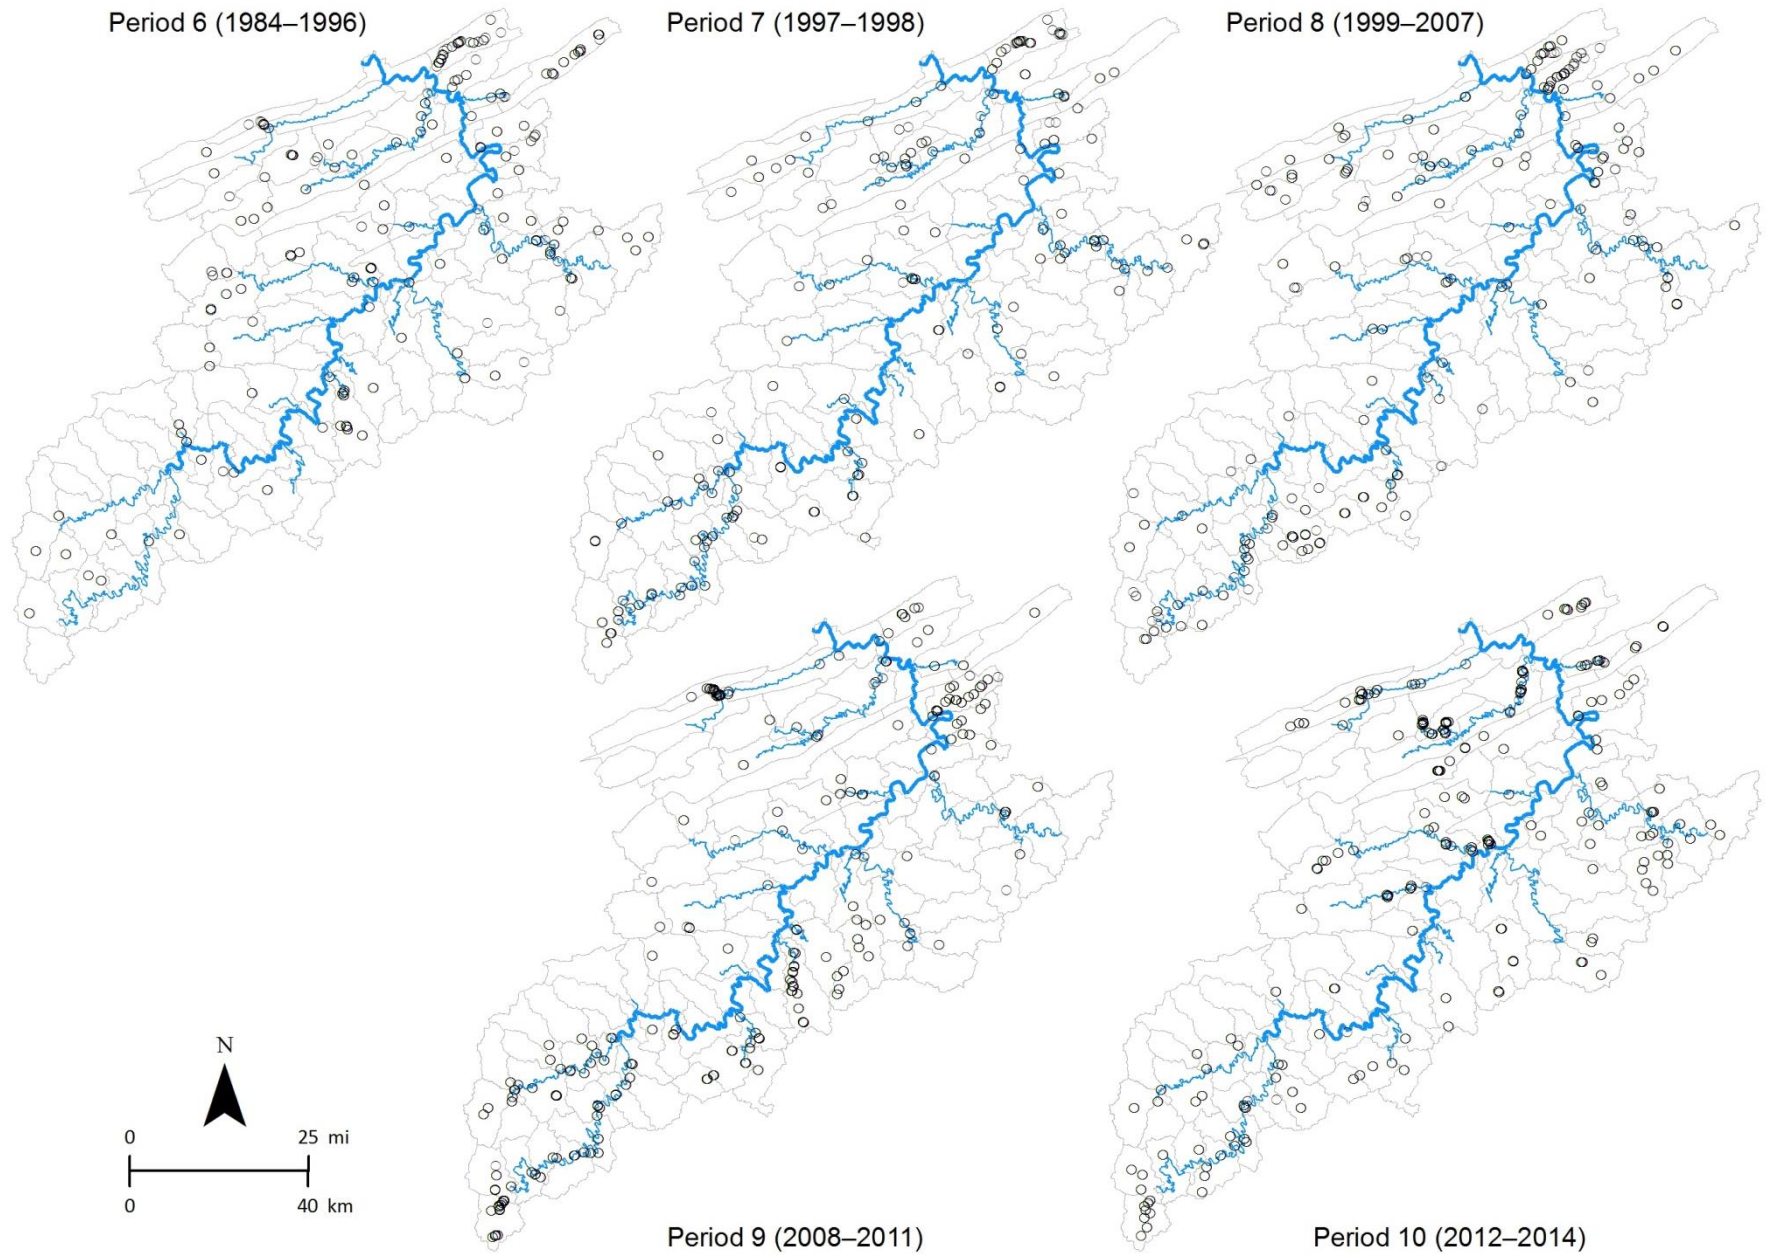 Period 6 (1984–1996)
Period 7 (1997–1998)
Period 8 (1999–2007)
N
0 25 mi
0 40 km
Period 9 (2008–2011)
Period 10 (2012–2014)